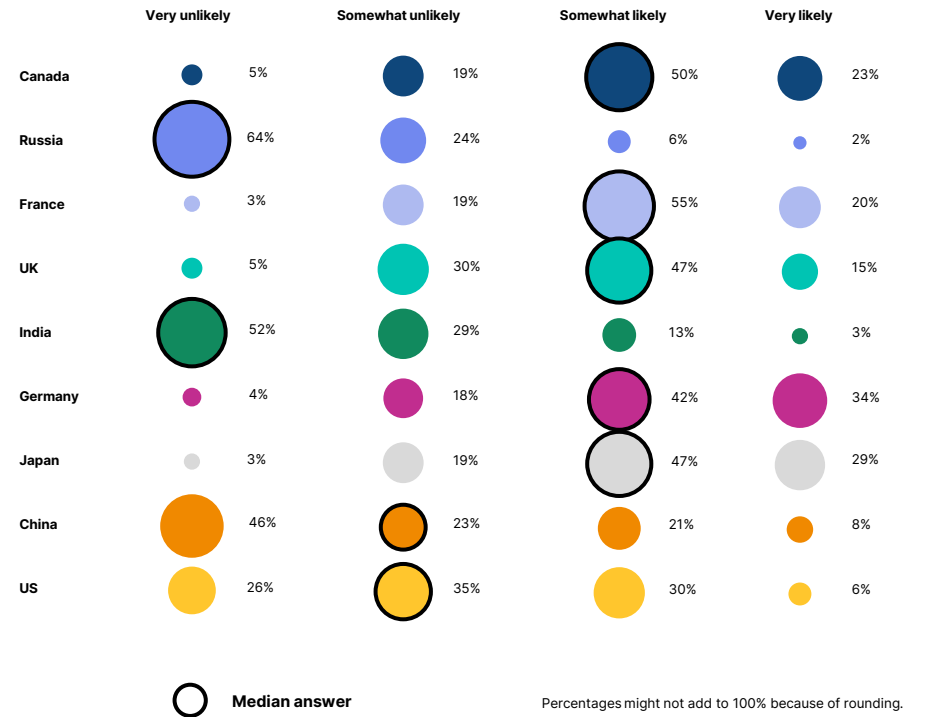 Very unlikely Somewhat unlikely Somewhat likely Very likely
Canada 5% 19% 50% 23%
Russia 64% 24% 6% 2%
France 3% 19% 55% 20%
UK 5% 30% 47% 15%
India 52% 29% 13% 3%
Germany 4% 18% 42% 34%
Japan 3% 19% 47% 29%
China 46% 23% 21% 8%
US 26% 35% 30% 6%
Median answer Percentages might not add to 100% because of rounding.